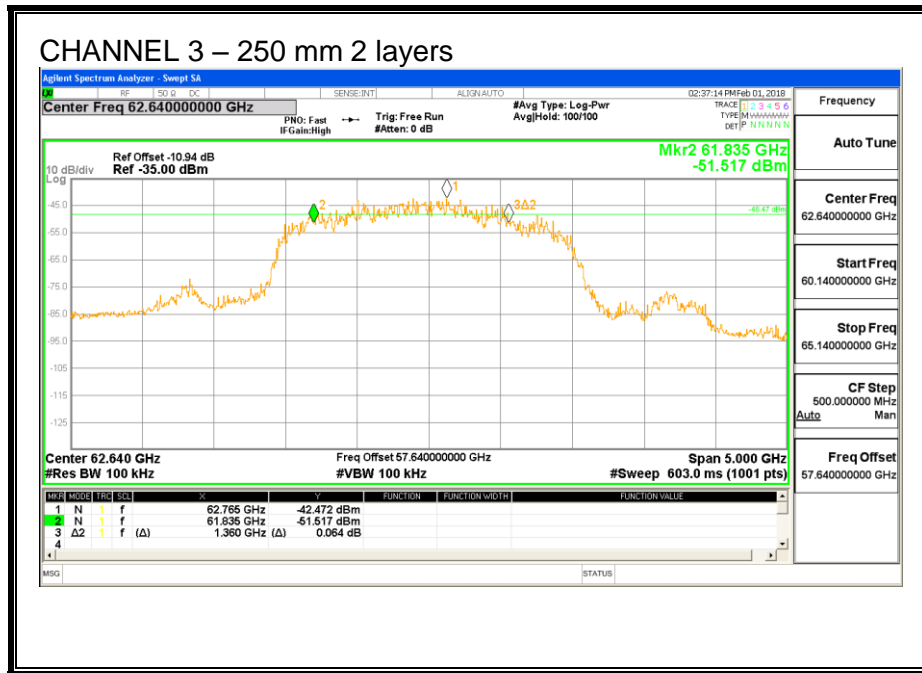 CHANNEL 3 – 250 mm 2 layers
Agilent Spectrum Analyzer - Swept SA
LXI RF 50 Ω DC SENSE:INT ALIGN AUTO 02:37:14 PM Feb 01, 2018
Center Freq 62.640000000 GHz
PNO: Fast
IFGain:High
Trig: Free Run
#Atten: 0 dB
#Avg Type: Log-Pwr
Avg|Hold: 100/100
TRACE 1 2 3 4 5 6
TYPE M
DET P N N N N N
Frequency
Auto Tune
Center Freq
62.640000000 GHz
Start Freq
60.140000000 GHz
Stop Freq
65.140000000 GHz
CF Step
500.000000 MHz
Auto Man
Freq Offset
57.640000000 GHz
Mkr2 61.835 GHz
-51.517 dBm
Ref Offset -10.94 dB
10 dB/div Ref -35.00 dBm
Log
1
2
3Δ2
-45.0
-55.0
-65.0
-75.0
-85.0
-95.0
-105
-115
-125
Center 62.640 GHz Freq Offset 57.640000000 GHz Span 5.000 GHz
#Res BW 100 kHz #VBW 100 kHz #Sweep 603.0 ms (1001 pts)
MKR MODE TRC SCL X Y FUNCTION FUNCTION WIDTH FUNCTION VALUE
1 N 1 f 62.765 GHz -42.472 dBm
2 N 1 f 61.835 GHz -51.517 dBm
3 Δ2 1 f (Δ) 1.360 GHz (Δ) 0.064 dB
4
MSG STATUS